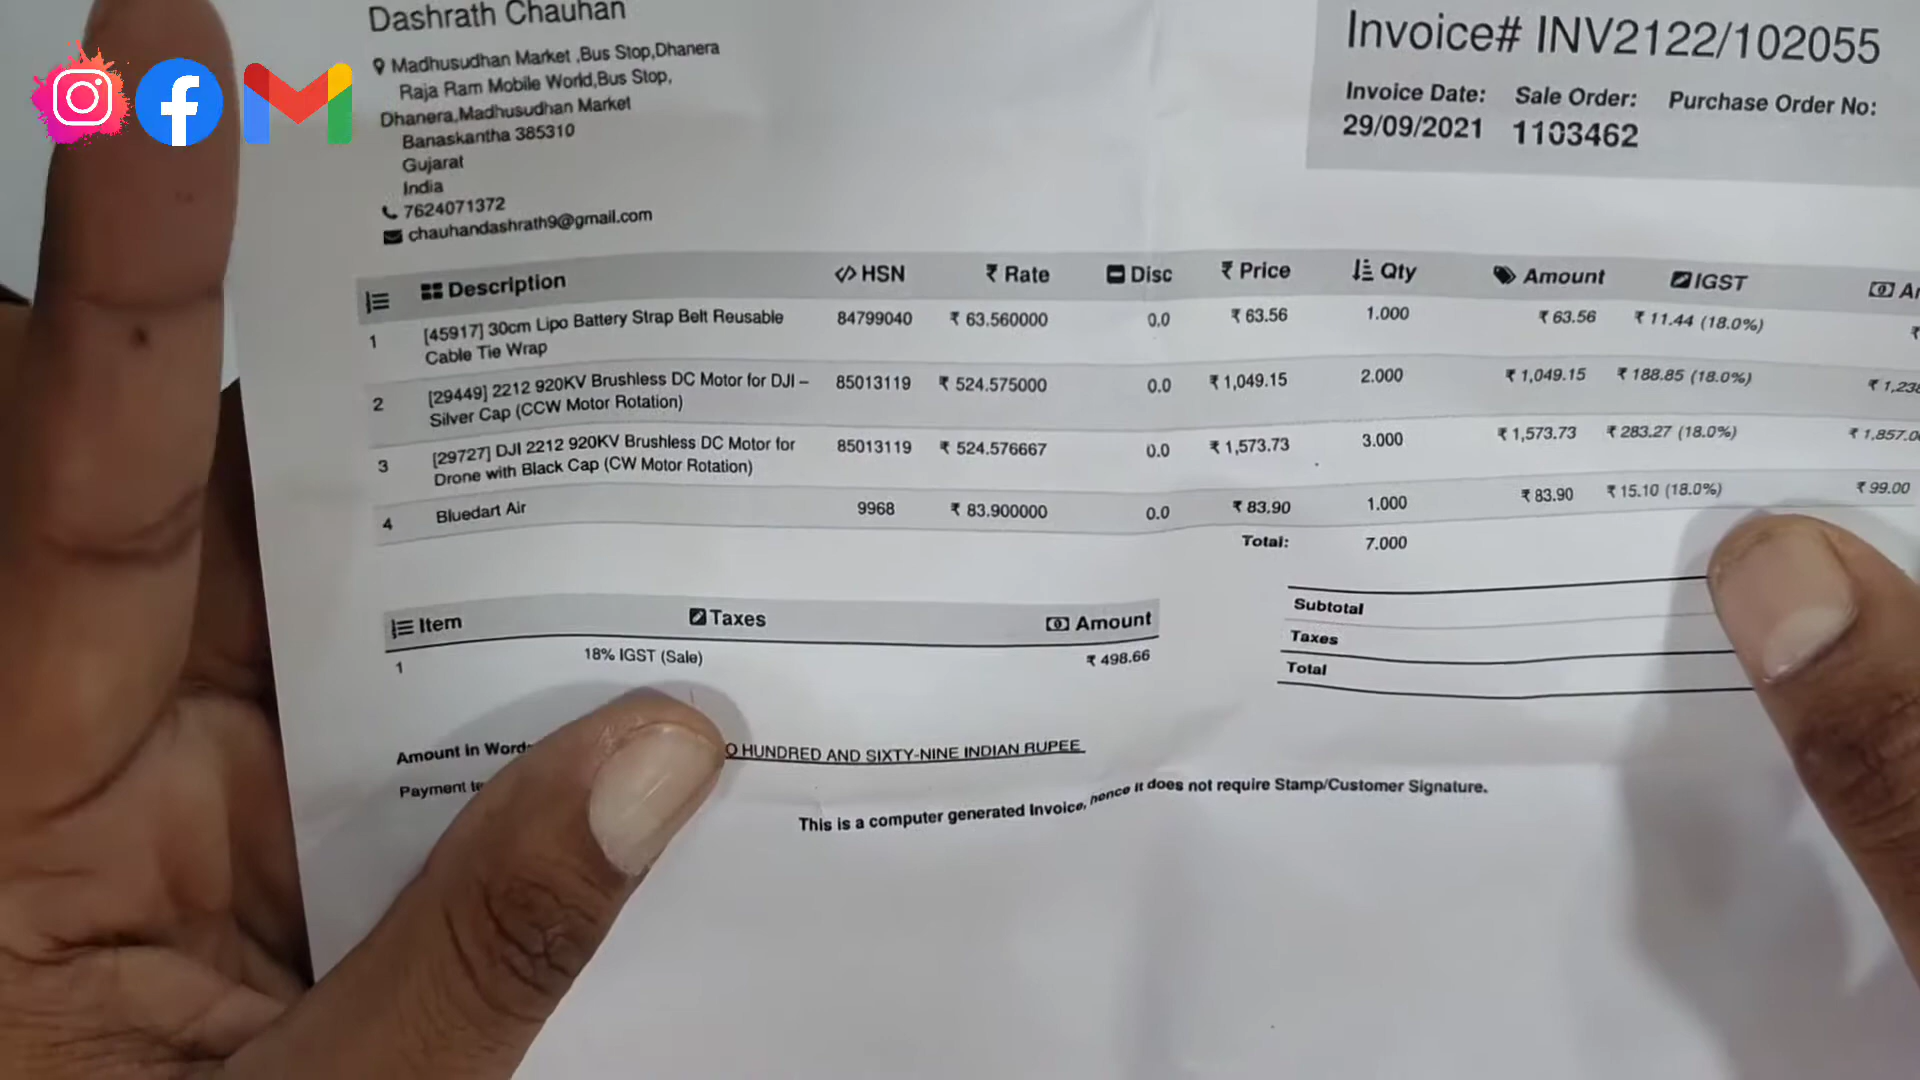 Dashrath Chauhan
Madhusudhan Market ,Bus Stop,Dhanera
Raja Ram Mobile World,Bus Stop,
Dhanera,Madhusudhan Market
Banaskantha 385310
Gujarat
India
7624071372
chauhandashrath9@gmail.com
Invoice# INV2122/102055
Invoice Date: Sale Order: Purchase Order No:
29/09/2021 1103462
Description HSN ₹ Rate Disc ₹ Price Qty Amount IGST
1 [45917] 30cm Lipo Battery Strap Belt Reusable 84799040 ₹ 63.560000 0.0 ₹ 63.56 1.000 ₹ 63.56 ₹ 11.44 (18.0%) ₹
Cable Tie Wrap
2 [29449] 2212 920KV Brushless DC Motor for DJI – 85013119 ₹ 524.575000 0.0 ₹ 1,049.15 2.000 ₹ 1,049.15 ₹ 188.85 (18.0%) ₹ 1,238
Silver Cap (CCW Motor Rotation)
3 [29727] DJI 2212 920KV Brushless DC Motor for 85013119 ₹ 524.576667 0.0 ₹ 1,573.73 3.000 ₹ 1,573.73 ₹ 283.27 (18.0%) ₹ 1,857.0
Drone with Black Cap (CW Motor Rotation)
4 Bluedart Air 9968 ₹ 83.900000 0.0 ₹ 83.90 1.000 ₹ 83.90 ₹ 15.10 (18.0%) ₹ 99.00
Total: 7.000
Item Taxes Amount
1 18% IGST (Sale) ₹ 498.66
Subtotal
Taxes
Total
Amount in HUNDRED AND SIXTY-NINE INDIAN RUPEE
Payment
This is a computer generated Invoice, hence it does not require Stamp/Customer Signature.